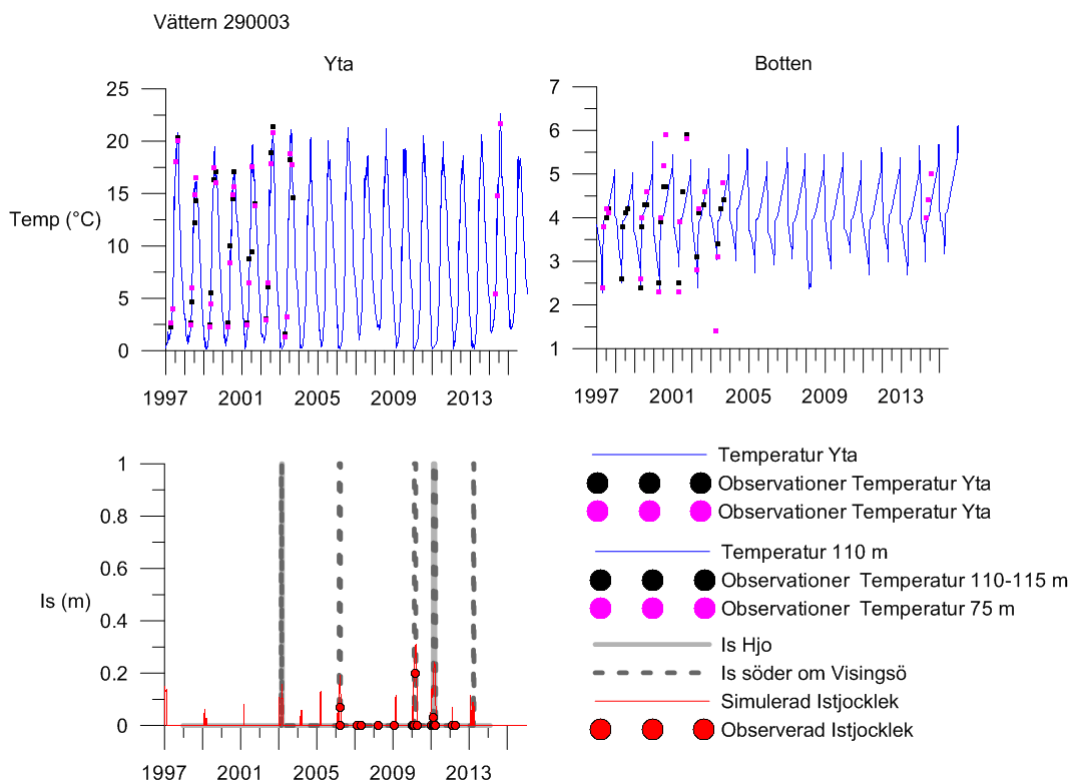 Vättern 290003
Yta
Botten
25
20
15
10
5
0
Temp (°C)
1997 2001 2005 2009 2013
7
6
5
4
3
2
1
1997 2001 2005 2009 2013
1
0.8
0.6
0.4
0.2
0
Is (m)
1997 2001 2005 2009 2013
Temperatur Yta
Observationer Temperatur Yta
Observationer Temperatur Yta
Temperatur 110 m
Observationer Temperatur 110-115 m
Observationer Temperatur 75 m
Is Hjo
Is söder om Visingsö
Simulerad Istjocklek
Observerad Istjocklek